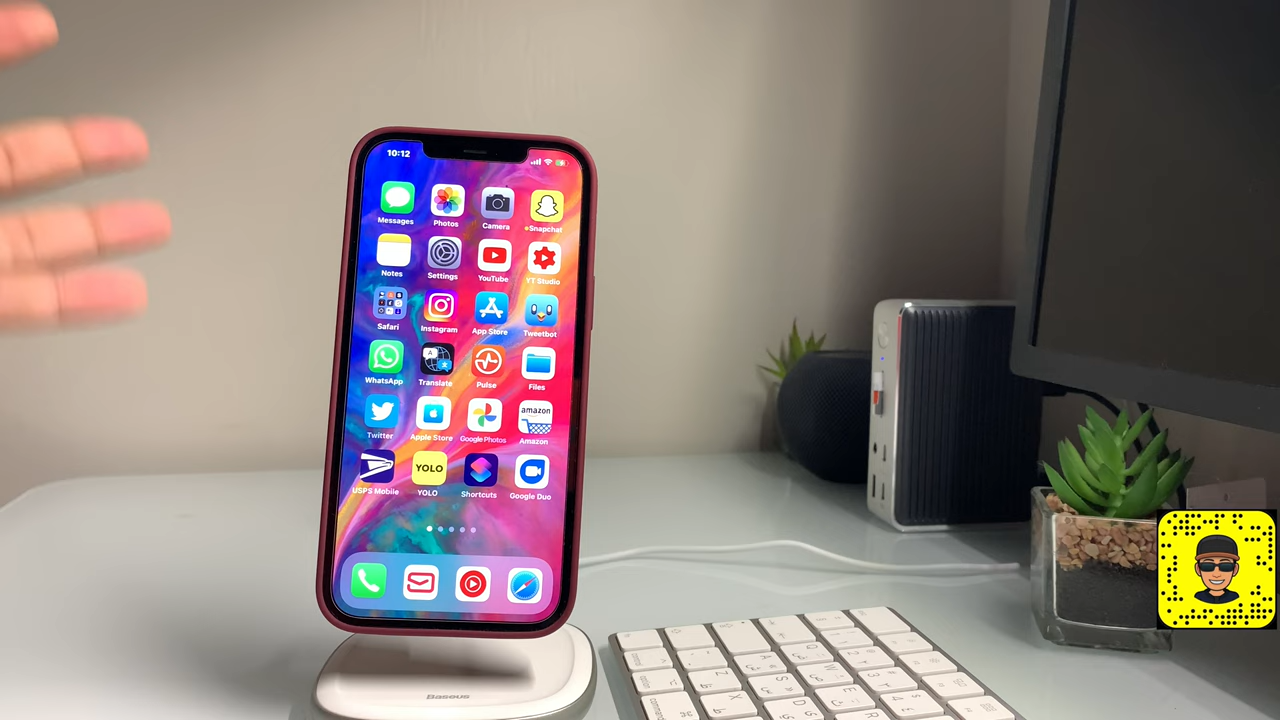 10:12
Messages Photos Camera Snapchat
Notes Settings YouTube YT Studio
Safari Instagram App Store Tweetbot
WhatsApp Translate Pulse Files
amazon
Twitter Apple Store Google Photos Amazon
YOLO
USPS Mobile YOLO Shortcuts Google Duo
Baseus
command
Z
X
A
S
D
W
E
R